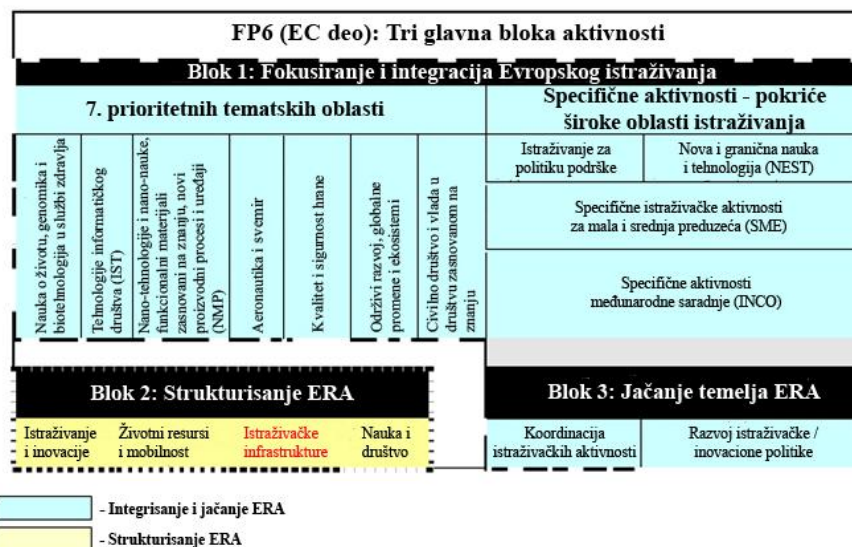 FP6 (EC deo): Tri glavna bloka aktivnosti
Blok 1: Fokusiranje i integracija Evropskog istraživanja
7. prioritetnih tematskih oblasti
Specifične aktivnosti - pokriće
široke oblasti istraživanja
Nauka o životu, genomika i
biotehnologija u službi zdravlja
Tehnologije informatičkog
društva (IST)
Nano-tehnologije i nano-nauke,
funkcionalni materijali
zasnovani na znanju, novi
proizvodni procesi i uređaji
(NMP)
Aeronautika i svemir
Kvalitet i sigurnost hrane
Održivi razvoj, globalne
promene i ekosistemi
Civilno društvo i vlada u
društvu zasnovanom na
znanju
Istraživanje za
politiku podrške
Nova i granična nauka
i tehnologija (NEST)
Specifične istraživačke aktivnosti
za mala i srednja preduzeća (SME)
Specifične aktivnosti
međunarodne saradnje (INCO)
Blok 2: Strukturisanje ERA
Istraživanje
i inovacije
Životni resursi
i mobilnost
Istraživačke
infrastrukture
Nauka i
društvo
Blok 3: Jačanje temelja ERA
Koordinacija
istraživačkih aktivnosti
Razvoj istraživačke /
inovacione politike
- Integrisanje i jačanje ERA
- Strukturisanje ERA